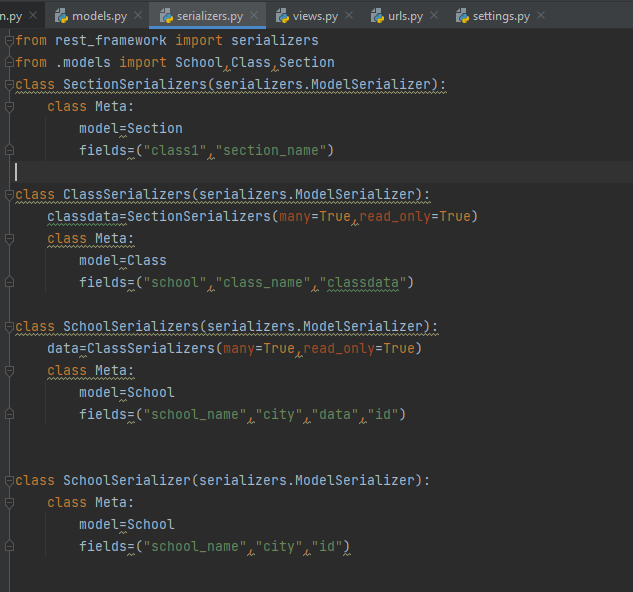 n.py models.py serializers.py views.py urls.py settings.py
from rest_framework import serializers
from .models import School,Class,Section
class SectionSerializers(serializers.ModelSerializer):
    class Meta:
        model=Section
        fields=("class1","section_name")
class ClassSerializers(serializers.ModelSerializer):
    classdata=SectionSerializers(many=True,read_only=True)
    class Meta:
        model=Class
        fields=("school","class_name","classdata")
class SchoolSerializers(serializers.ModelSerializer):
    data=ClassSerializers(many=True,read_only=True)
    class Meta:
        model=School
        fields=("school_name","city","data","id")
class SchoolSerializer(serializers.ModelSerializer):
    class Meta:
        model=School
        fields=("school_name","city","id")